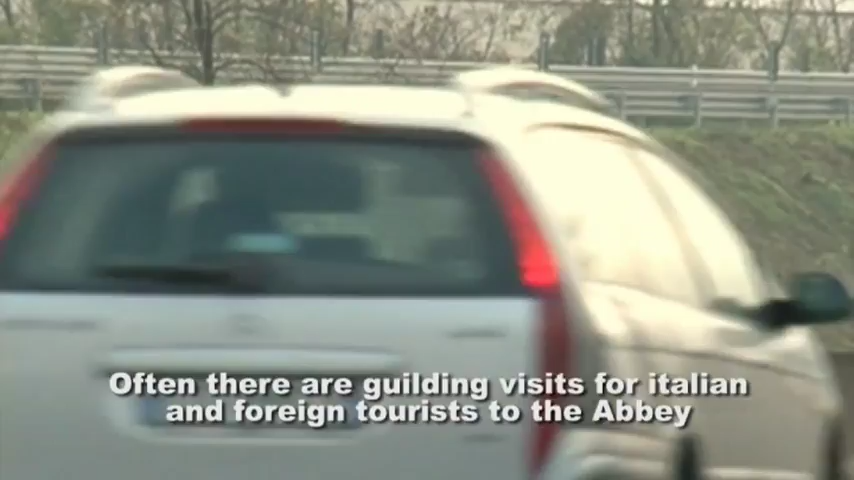 Often there are guilding visits for italian
and foreign tourists to the Abbey